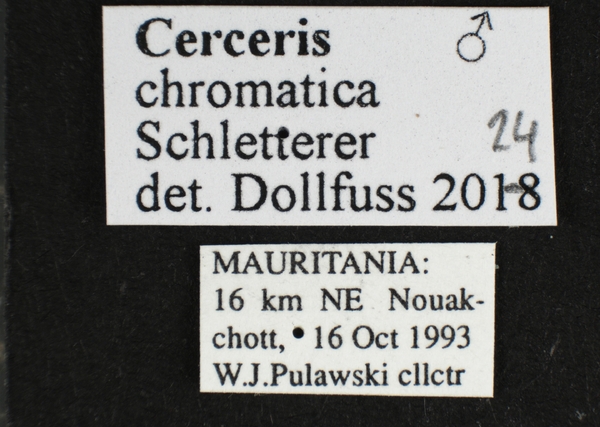 Cerceris ♂
chromatica
Schletterer 24
det. Dollfuss 2018
MAURITANIA:
16 km NE Nouak-
chott, 16 Oct 1993
W.J.Pulawski cllctr